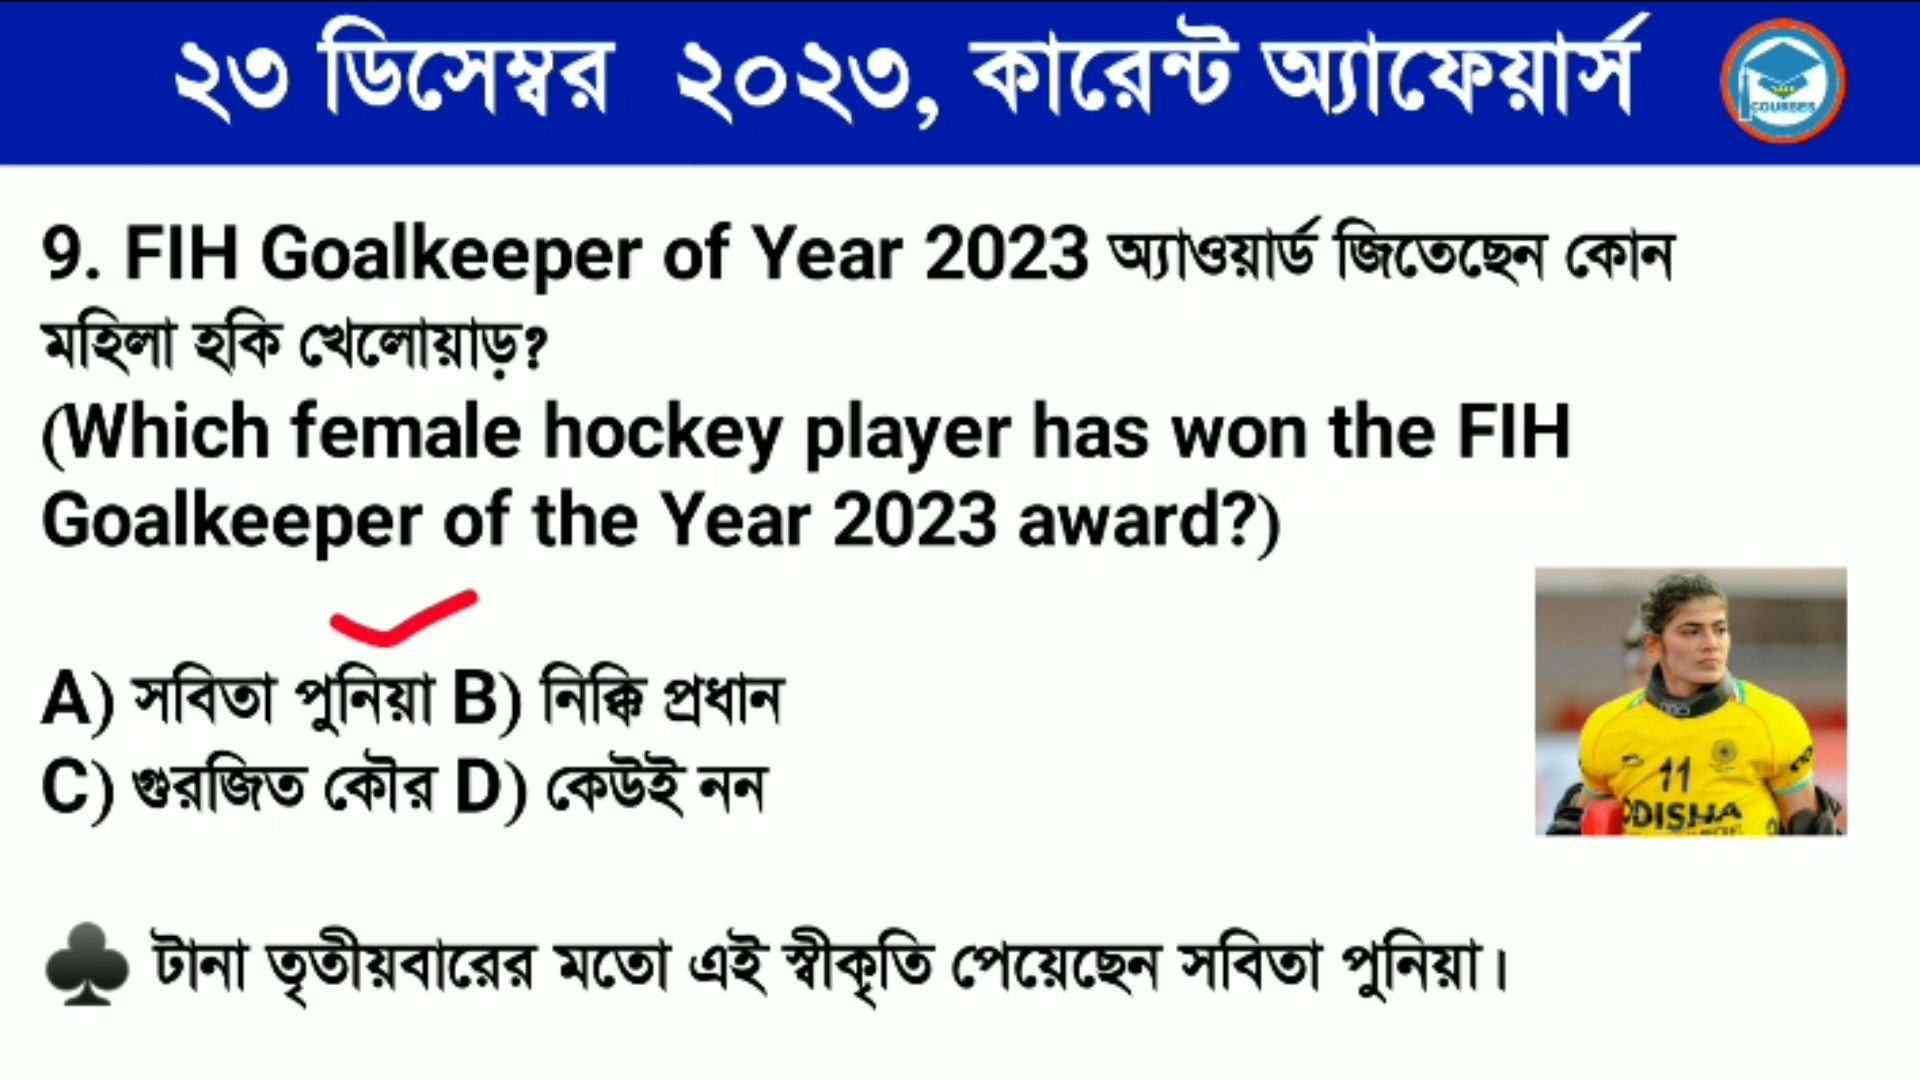 ২৩ ডিসেম্বর ২০২৩, কারেন্ট অ্যাফেয়ার্স
COURSES
9. FIH Goalkeeper of Year 2023 অ্যাওয়ার্ড জিতেছেন কোন
মহিলা হকি খেলোয়াড়?
(Which female hockey player has won the FIH
Goalkeeper of the Year 2023 award?)
A) সবিতা পুনিয়া B) নিক্কি প্রধান
C) গুরজিত কৌর D) কেউই নন
11
ODISHA
টানা তৃতীয়বারের মতো এই স্বীকৃতি পেয়েছেন সবিতা পুনিয়া।